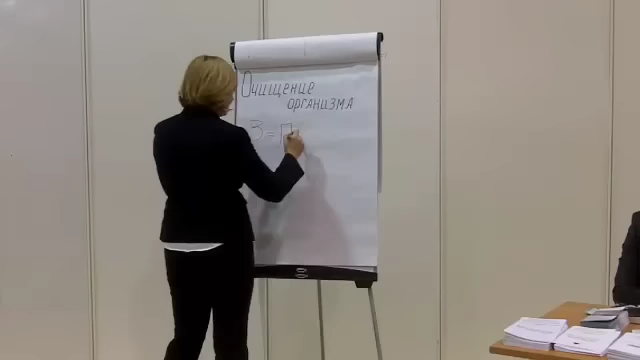 Очищение
организма
З = П